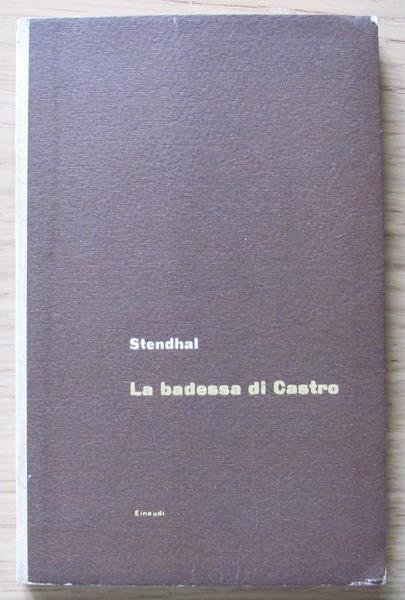 Stendhal
La badessa di Castro
Einaudi